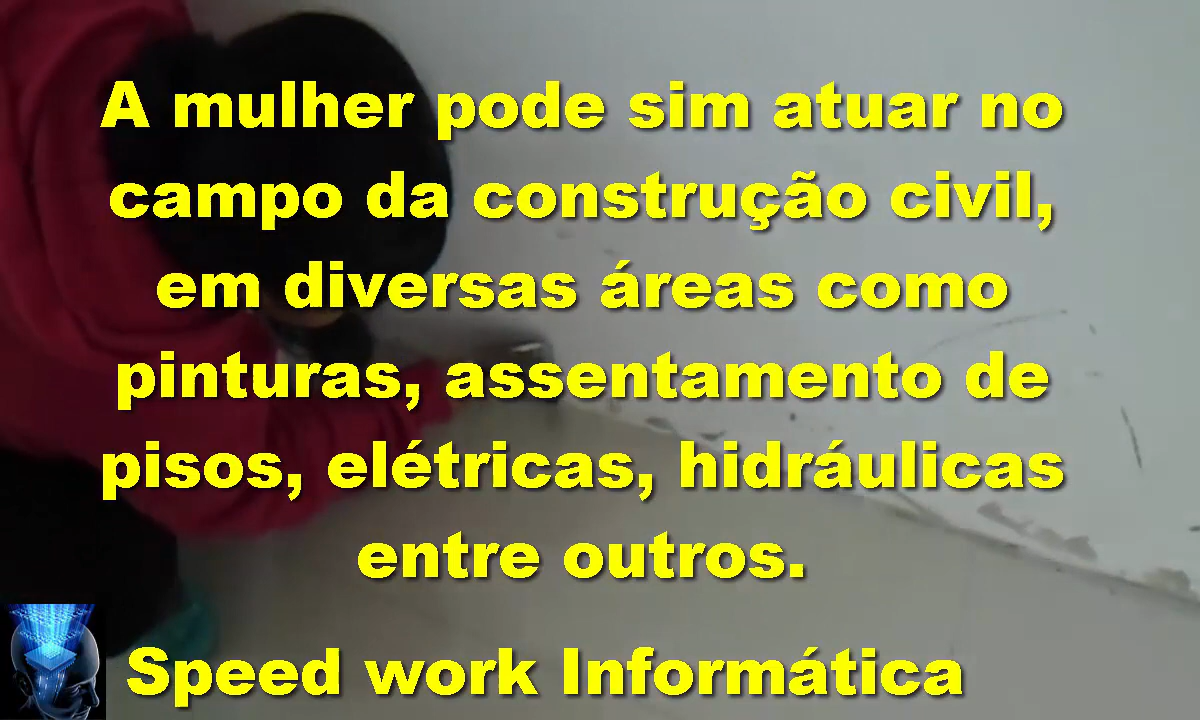 A mulher pode sim atuar no
campo da construção civil,
em diversas áreas como
pinturas, assentamento de
pisos, elétricas, hidráulicas
entre outros.
Speed work Informática